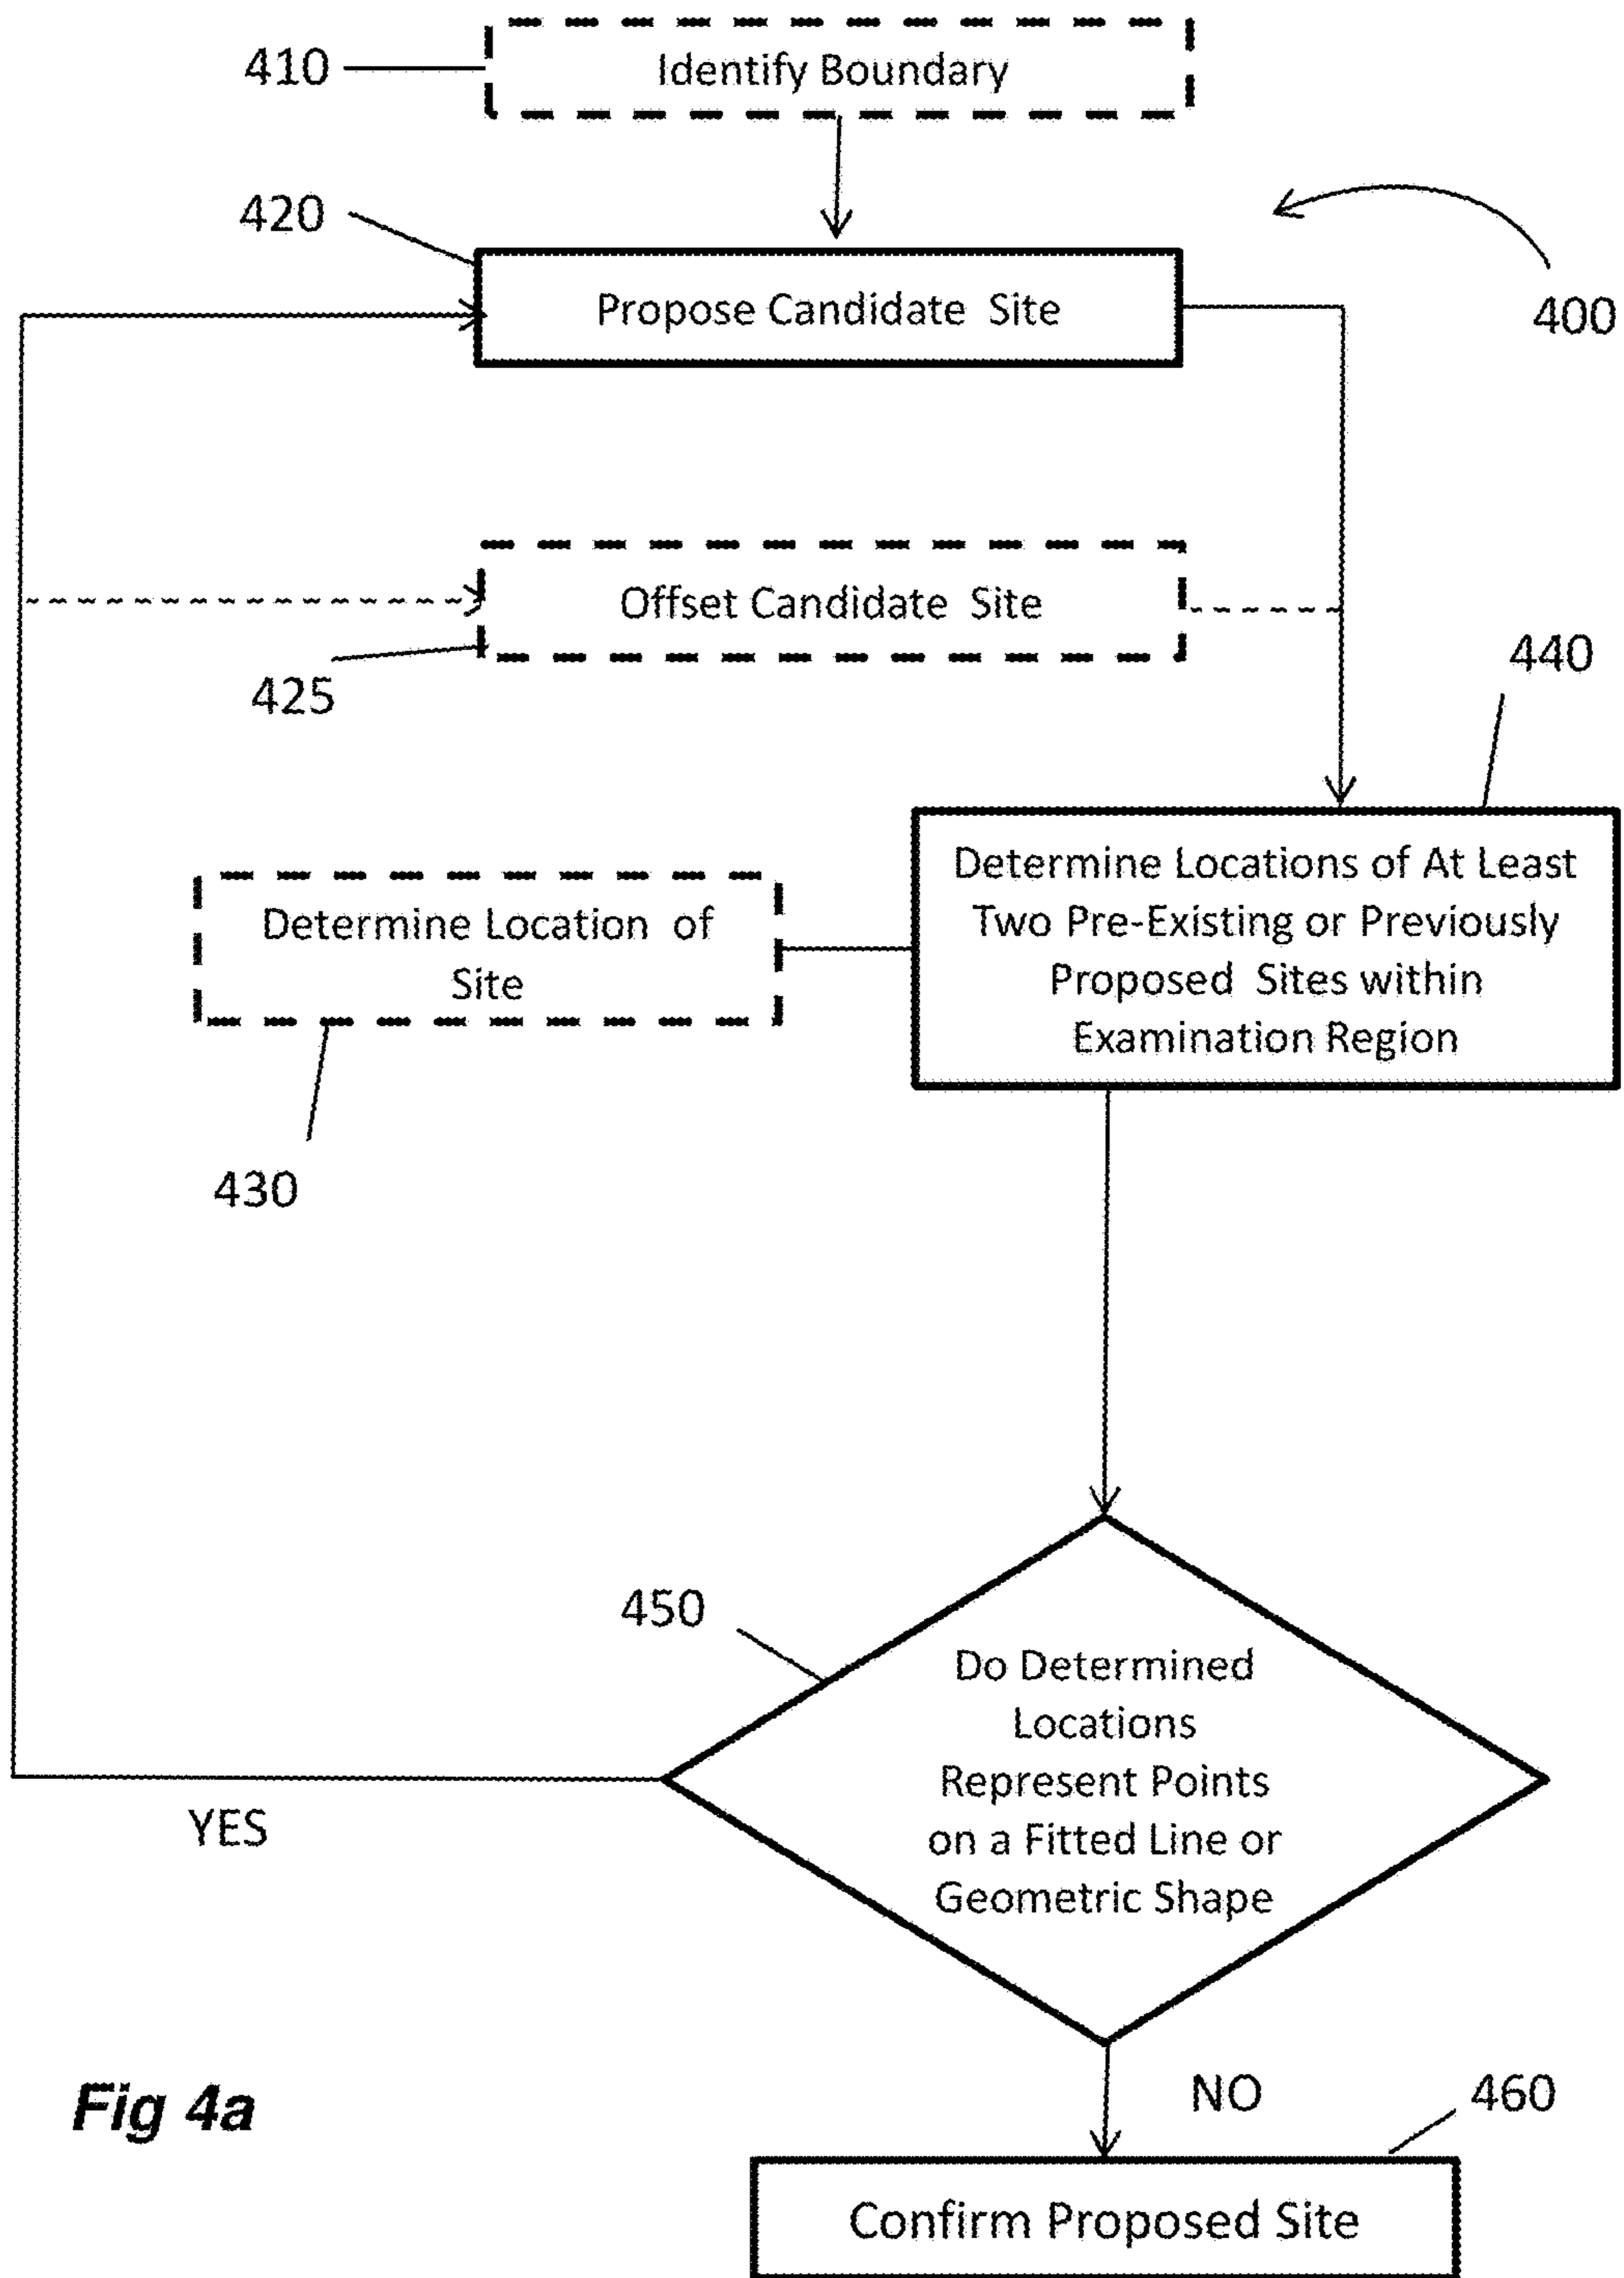 410
Identify Boundary
420
Propose Candidate Site
400
Offset Candidate Site
425
440
Determine Locations of At Least
Two Pre-Existing or Previously
Proposed Sites within
Examination Region
Determine Location of
Site
430
450
Do Determined
Locations
Represent Points
on a Fitted Line or
Geometric Shape
YES
NO
460
Confirm Proposed Site
Fig 4a